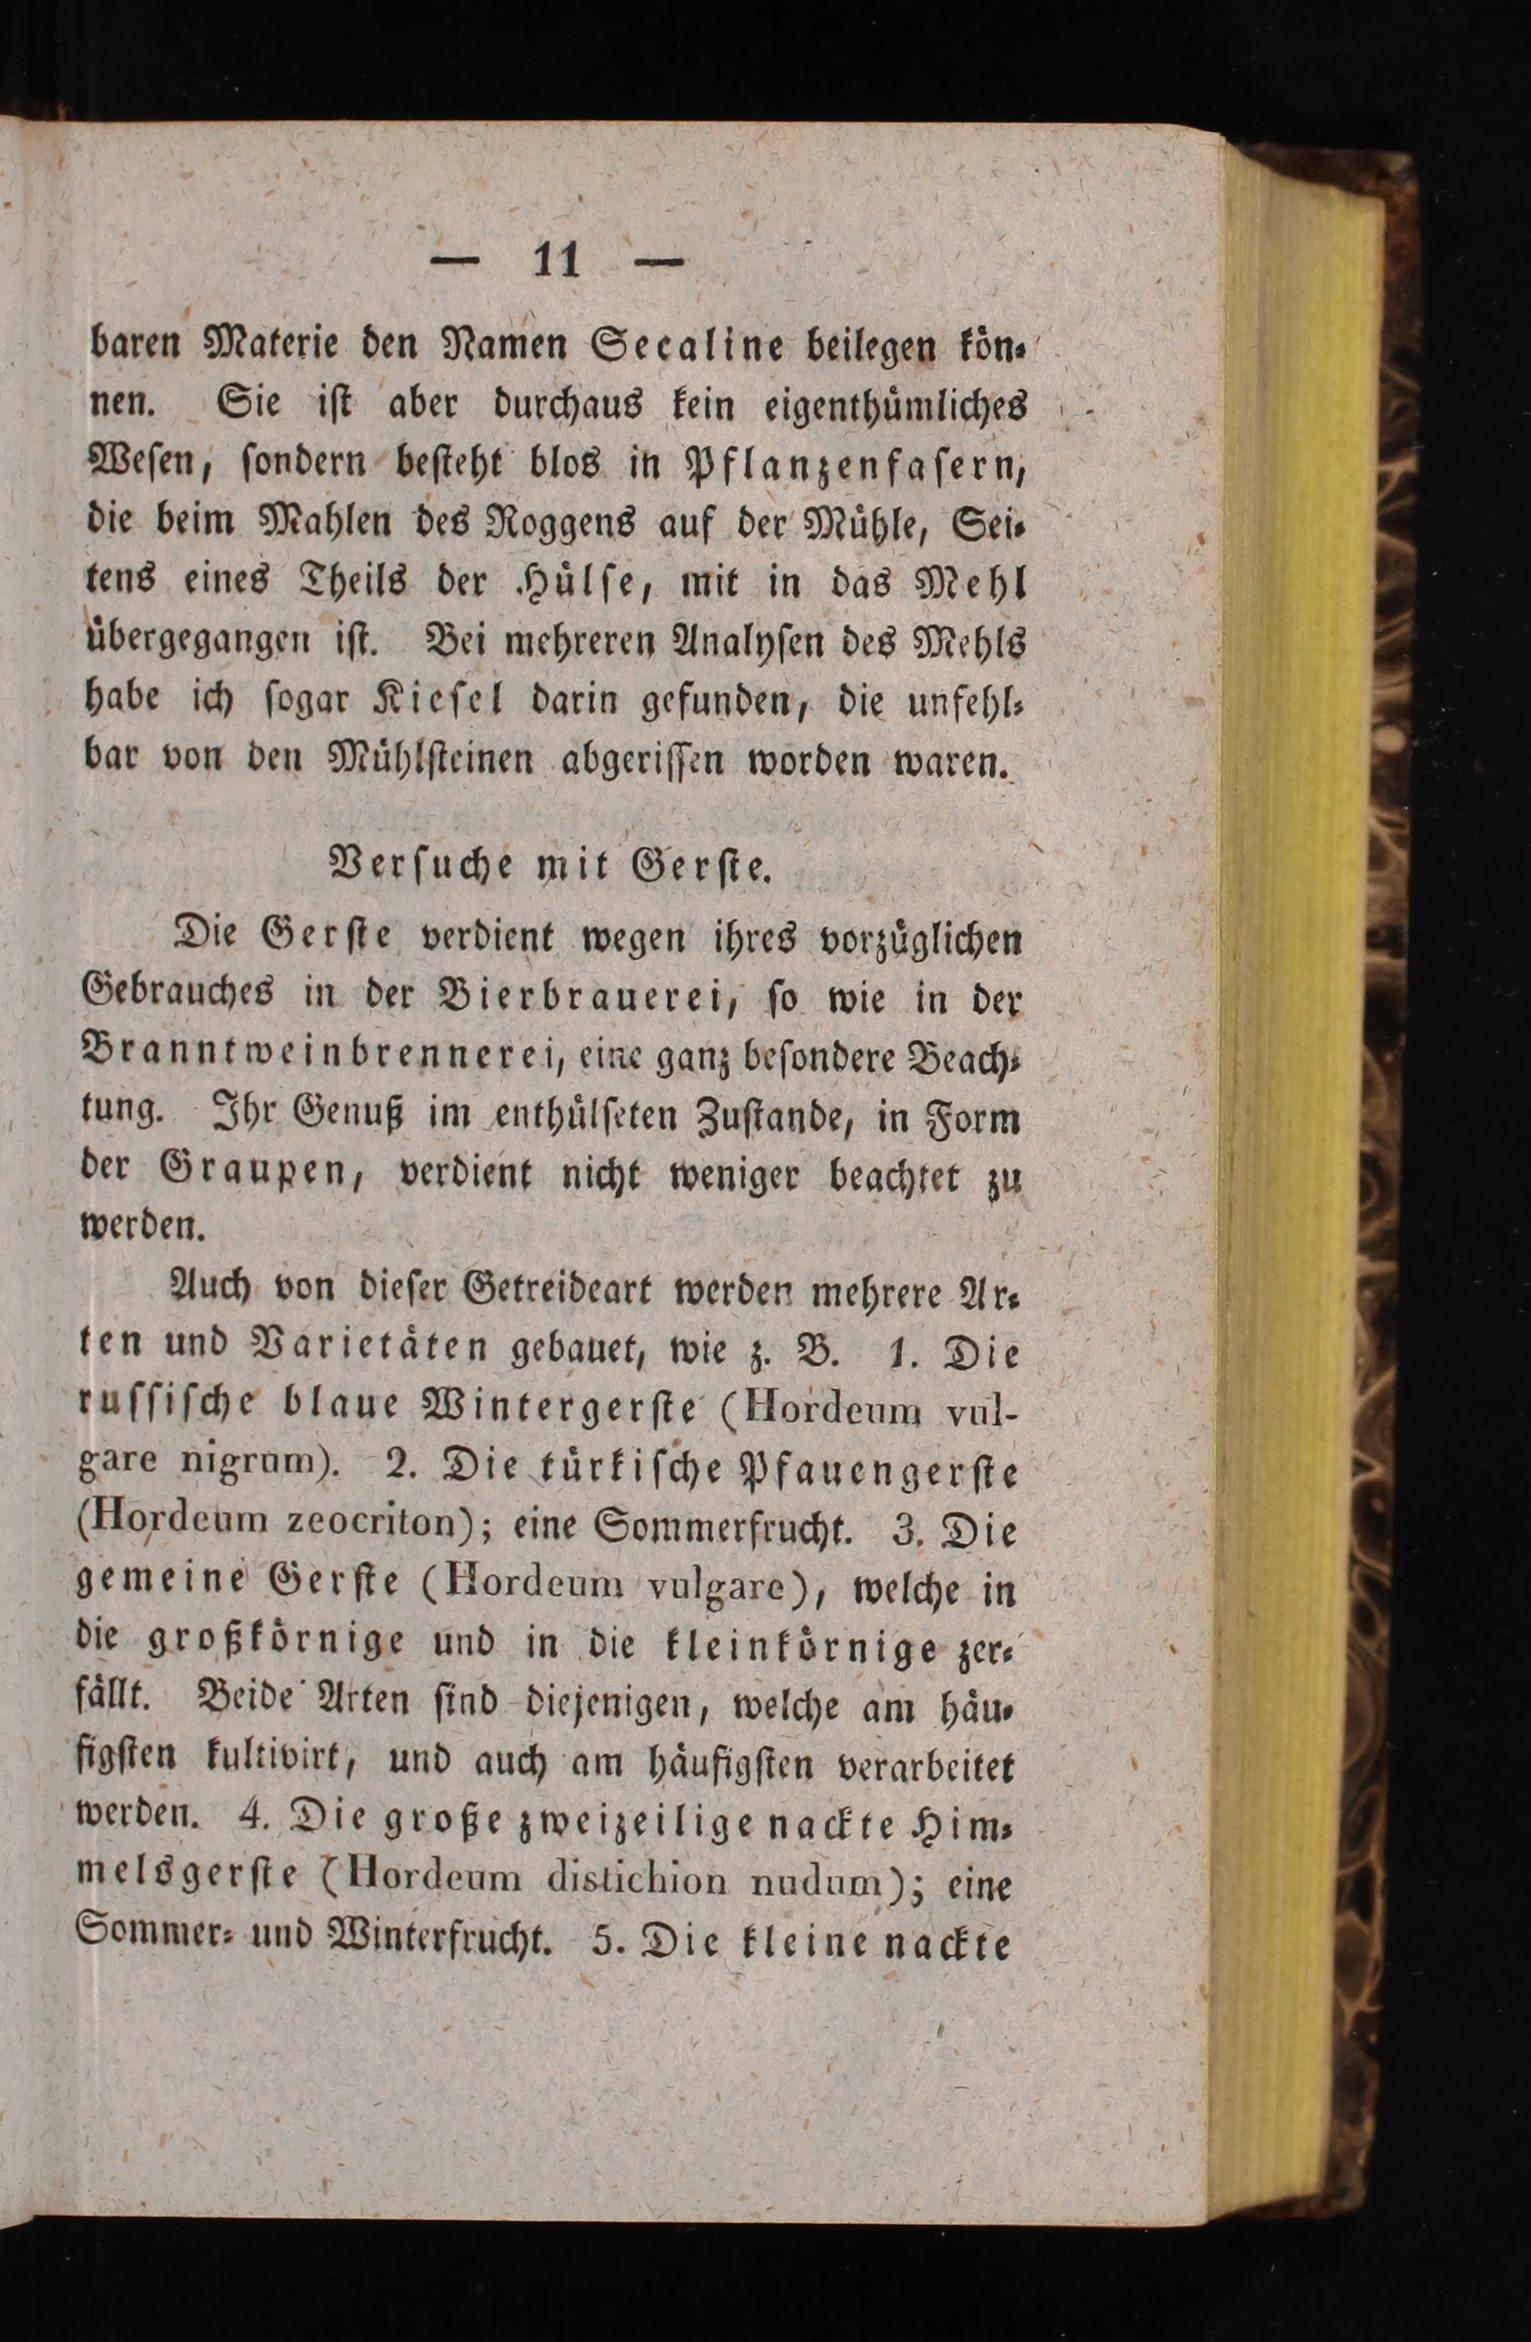 — 11 —
baren Materie den Namen Secaline beilegen kön⸗
nen. Sie iſt aber durchaus kein eigenthümliches
Weſen, ſondern beſteht blos in Pflanzenfaſern,
die beim Mahlen des Roggens auf der Mühle, Sei⸗
tens eines Theils der Hülſe, mit in das Mehl
übergegangen iſt. Bei mehreren Analyſen des Mehls
habe ich ſogar Kieſel darin gefunden, die unfehl⸗
bar von den Mühlſteinen abgeriſſen worden waren.
Verſuche mit Gerſte.
Die Gerſte verdient wegen ihres vorzüglichen
Gebrauches in der Bierbrauerei, ſo wie in der
Branntweinbrennerei, eine ganz beſondere Beach⸗
tung. Ihr Genuß im enthülſeten Zuſtande, in Form
der Graupen, verdient nicht weniger beachtet zu
werden.
Auch von dieſer Getreideart werden mehrere Ar⸗
ten und Varietäten gebauet, wie z. B. 1. Die
ruſſiſche blaue Wintergerſte (Hordeum vul-
gare nigrum). 2. Die türkiſche Pfauengerſte
(Hordeum zeocriton); eine Sommerfrucht. 3. Die
gemeine Gerſte (Hordeum vulgare), welche in
die großkörnige und in die kleinkörnige zer⸗
fällt. Beide Arten ſind diejenigen, welche am häu⸗
figſten kultivirt, und auch am häufigſten verarbeitet
werden. 4. Die große zweizeilige nackte Him⸗
melsgerſte (Hordeum distichion nudum); eine
Sommer⸗ und Winterfrucht. 5. Die kleine nackte